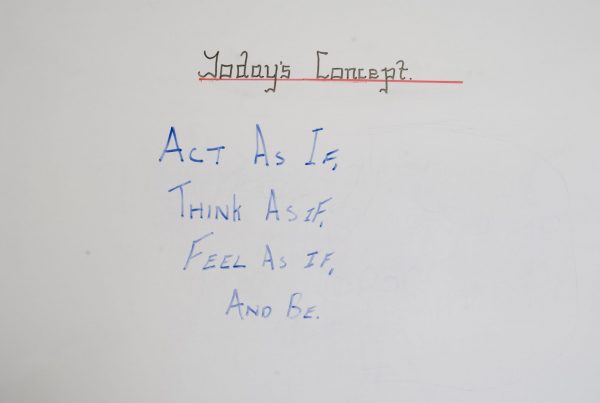 Today's Concept.
ACT AS IF,
THINK AS IF,
FEEL AS IF,
AND BE.